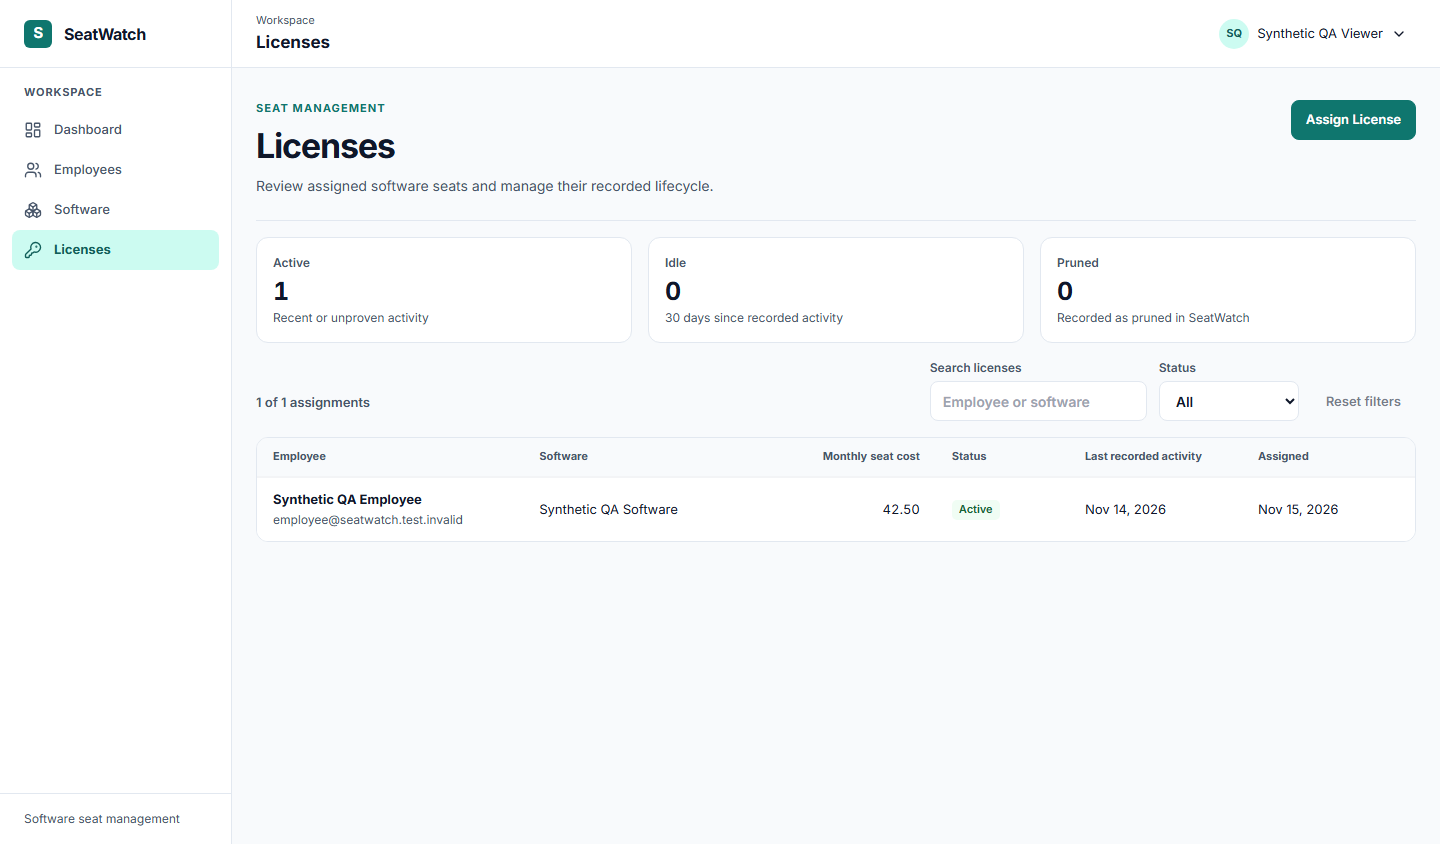 S SeatWatch
WORKSPACE
Dashboard
Employees
Software
Licenses
Software seat management
Workspace
Licenses
SQ Synthetic QA Viewer
SEAT MANAGEMENT
Licenses
Review assigned software seats and manage their recorded lifecycle.
Assign License
Active
1
Recent or unproven activity
Idle
0
30 days since recorded activity
Pruned
0
Recorded as pruned in SeatWatch
1 of 1 assignments
Search licenses
Employee or software
Status
All
Reset filters
Employee Software Monthly seat cost Status Last recorded activity Assigned
Synthetic QA Employee
employee@seatwatch.test.invalid
Synthetic QA Software 42.50 Active Nov 14, 2026 Nov 15, 2026